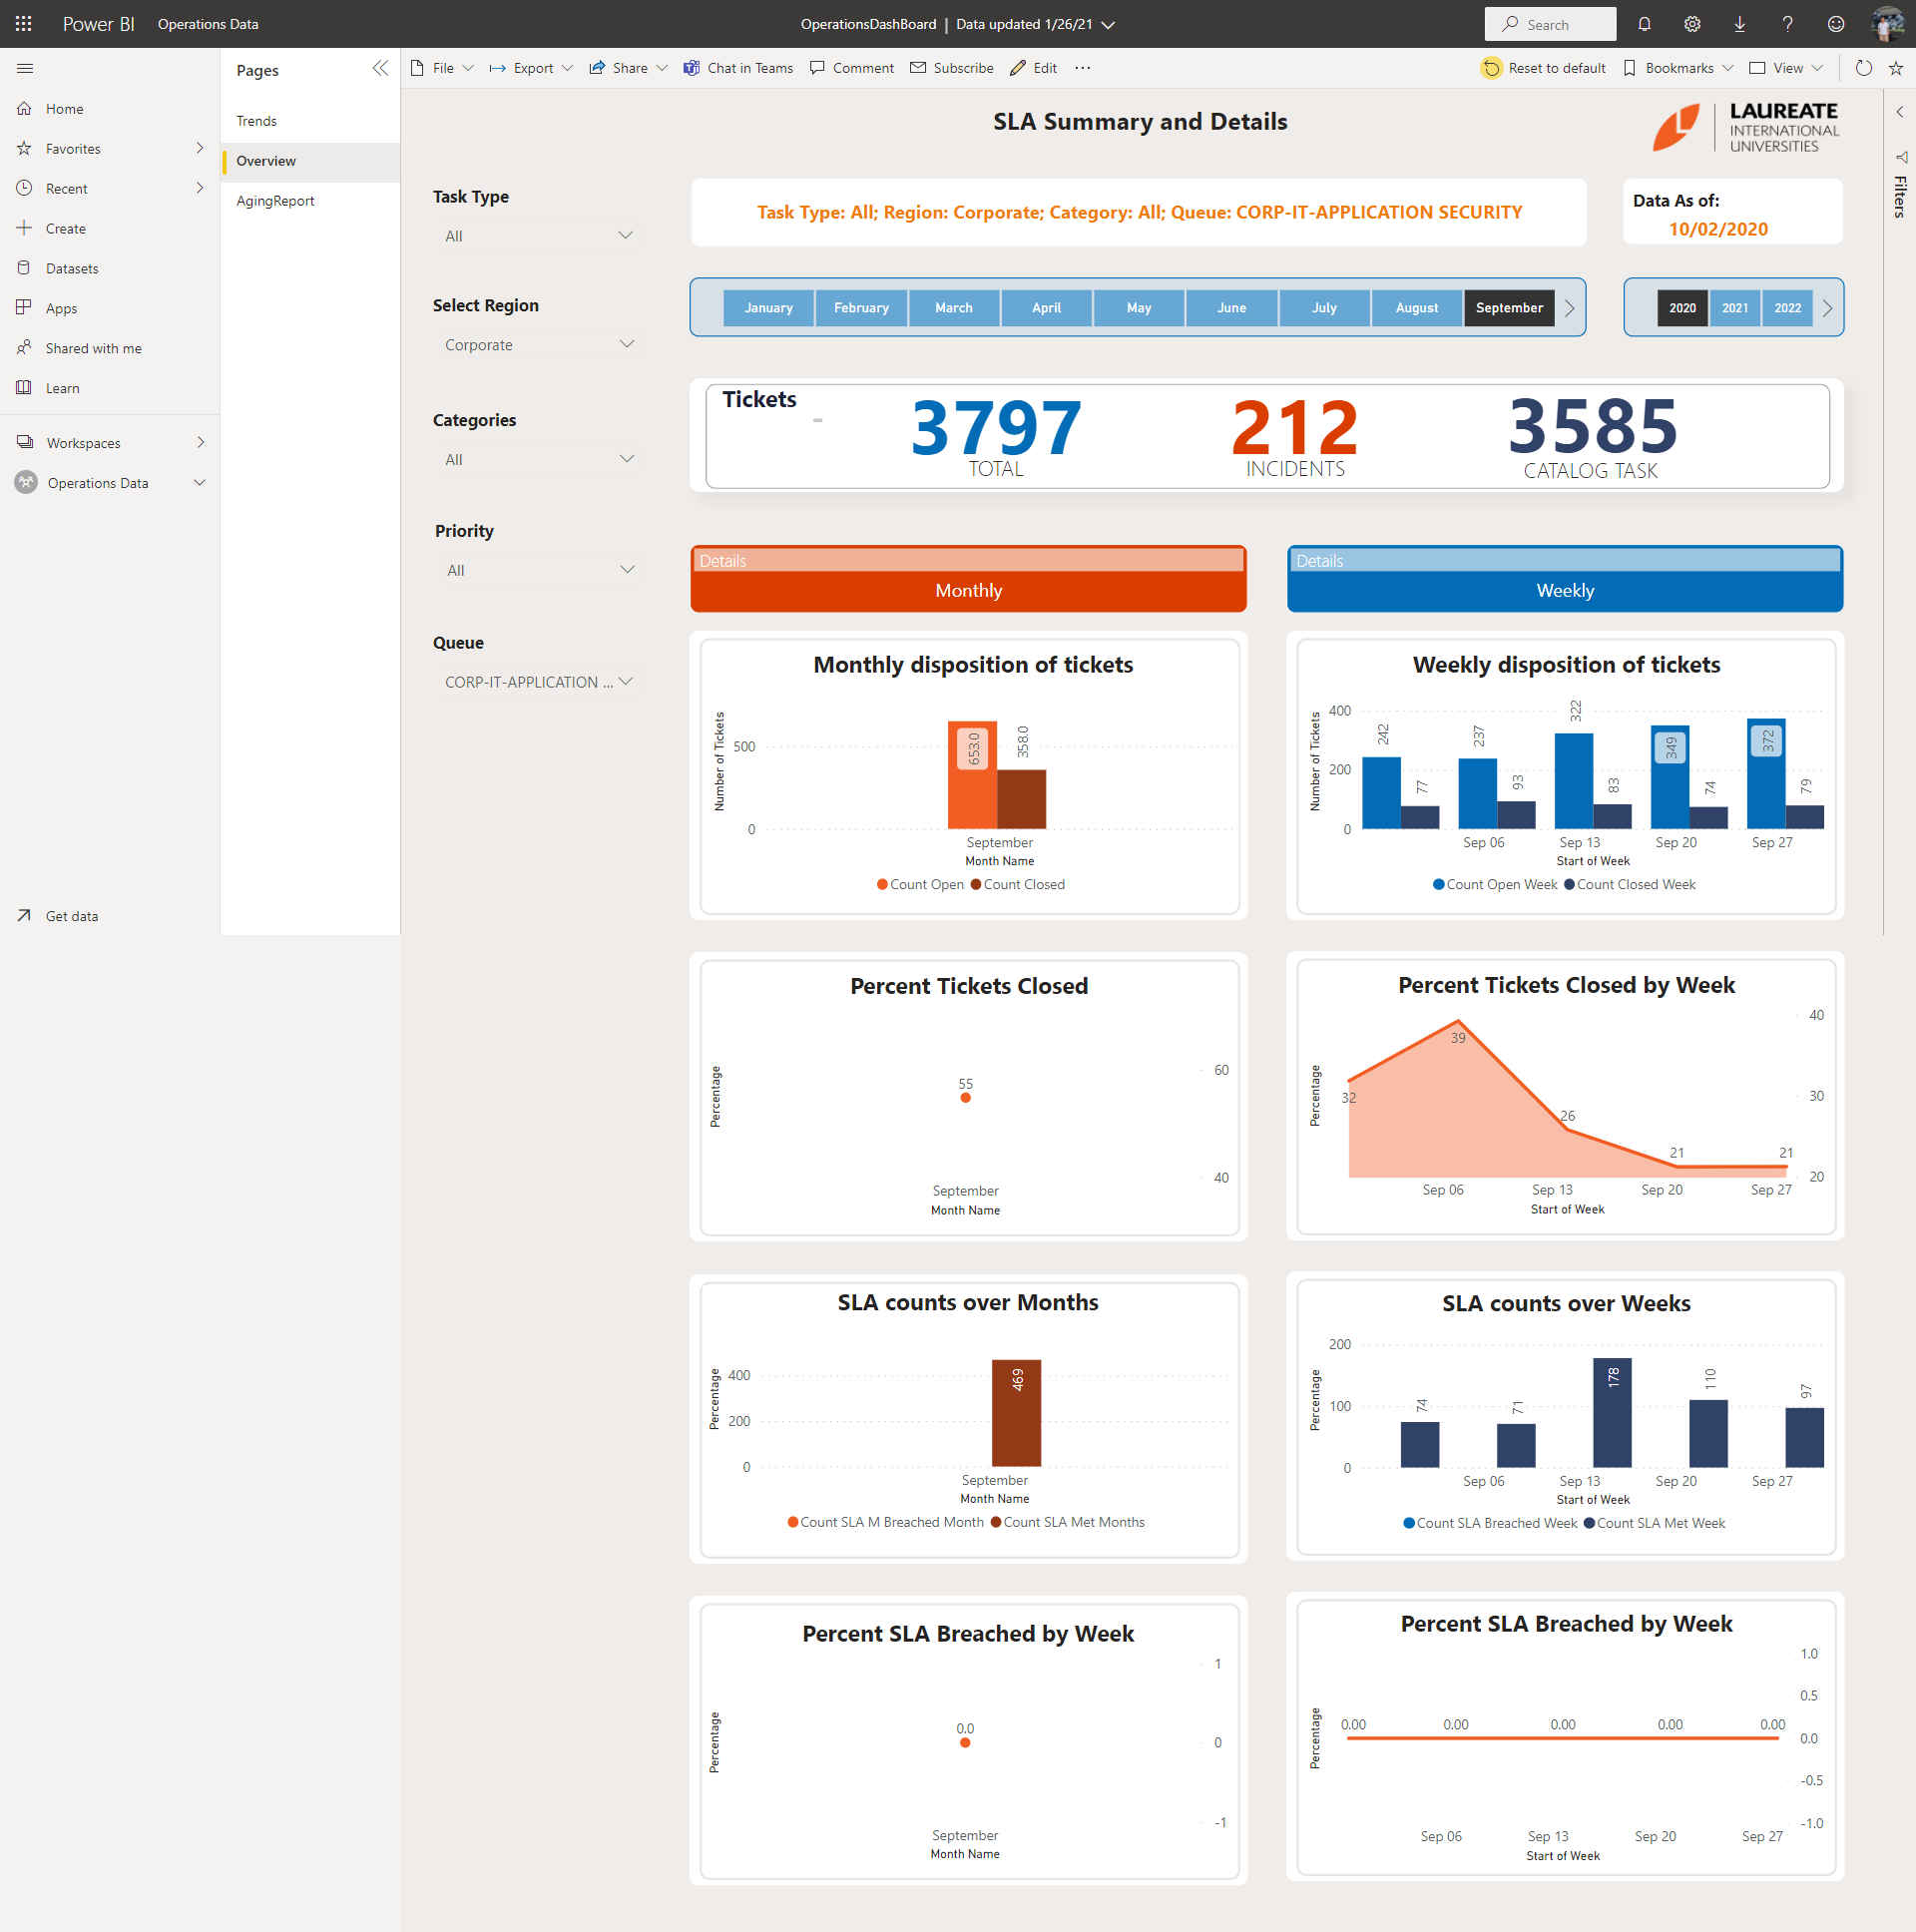 Power BI Operations Data
OperationsDashBoard | Data updated 1/26/21
Search
Home
Favorites
Recent
Create
Datasets
Apps
Shared with me
Learn
Workspaces
Operations Data
Get data
Pages
Trends
Overview
AgingReport
File Export Share Chat in Teams Comment Subscribe Edit ...
Reset to default Bookmarks View
Filters
SLA Summary and Details
LAUREATE
INTERNATIONAL
UNIVERSITIES
Task Type
All
Select Region
Corporate
Categories
All
Priority
All
Queue
CORP-IT-APPLICATION ...
Task Type: All; Region: Corporate; Category: All; Queue: CORP-IT-APPLICATION SECURITY
Data As of:
10/02/2020
January February March April May June July August September
2020 2021 2022
Tickets
3797 212 3585
TOTAL INCIDENTS CATALOG TASK
Details
Monthly
Details
Weekly
Monthly disposition of tickets
Number of Tickets
500
0
653.0 358.0
September
Month Name
Count Open Count Closed
Weekly disposition of tickets
Number of Tickets
400
200
0
242 77 237 93 322 83 349 74 372 79
Sep 06 Sep 13 Sep 20 Sep 27
Start of Week
Count Open Week Count Closed Week
Percent Tickets Closed
Percentage
55
60
40
September
Month Name
Percent Tickets Closed by Week
Percentage
32 39 26 21 21
40
30
20
Sep 06 Sep 13 Sep 20 Sep 27
Start of Week
SLA counts over Months
Percentage
400
200
0
469
September
Month Name
Count SLA M Breached Month Count SLA Met Months
SLA counts over Weeks
Percentage
200
100
0
74 71 178 110 97
Sep 06 Sep 13 Sep 20 Sep 27
Start of Week
Count SLA Breached Week Count SLA Met Week
Percent SLA Breached by Week
Percentage
0.0
1
0
-1
September
Month Name
Percent SLA Breached by Week
Percentage
0.00 0.00 0.00 0.00 0.00
1.0
0.5
0.0
-0.5
-1.0
Sep 06 Sep 13 Sep 20 Sep 27
Start of Week